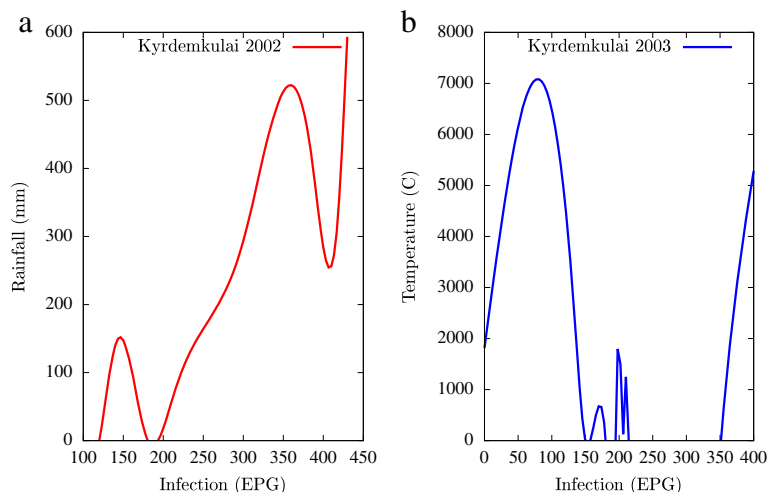 a
Kyrdemkulai 2002
600
500
400
300
200
100
0
Rainfall (mm)
100 150 200 250 300 350 400 450
Infection (EPG)
b
Kyrdemkulai 2003
8000
7000
6000
5000
4000
3000
2000
1000
0
Temperature (C)
0 50 100 150 200 250 300 350 400
Infection (EPG)